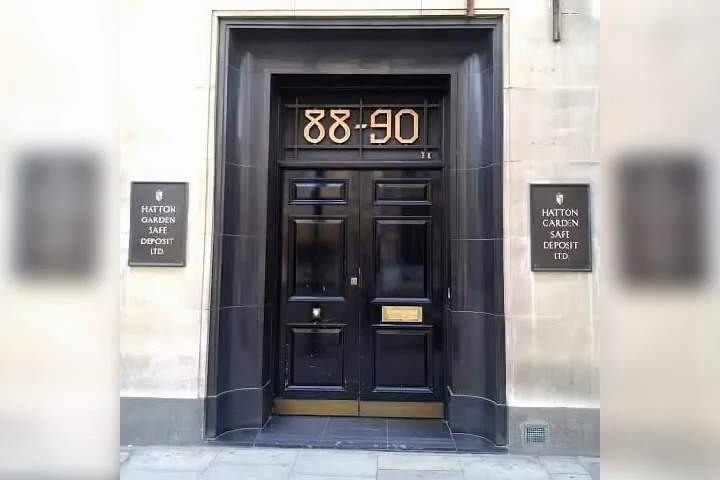 88-90
HATTON
GARDEN
SAFE
DEPOSIT
LTD.
HATTON
GARDEN
SAFE
DEPOSIT
LTD.